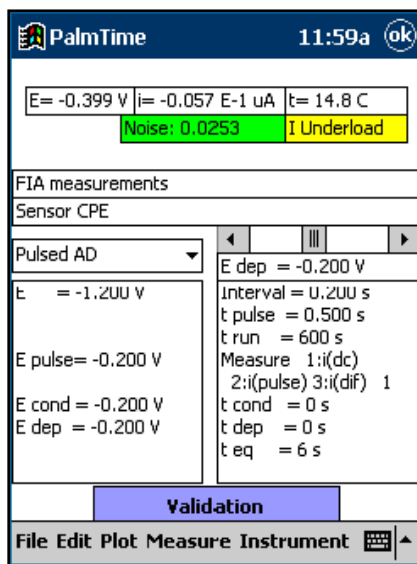 PalmTime 11:59a ok
E= -0.399 V i= -0.057 E-1 uA t= 14.8 C
Noise: 0.0253 I Underload
FIA measurements
Sensor CPE
Pulsed AD
E = -1.200 V
E pulse= -0.200 V
E cond = -0.200 V
E dep = -0.200 V
E dep = -0.200 V
Interval = 0.200 s
t pulse = 0.500 s
t run = 600 s
Measure 1:i(dc)
2:i(pulse) 3:i(dif) 1
t cond = 0 s
t dep = 0 s
t eq = 6 s
Validation
File Edit Plot Measure Instrument